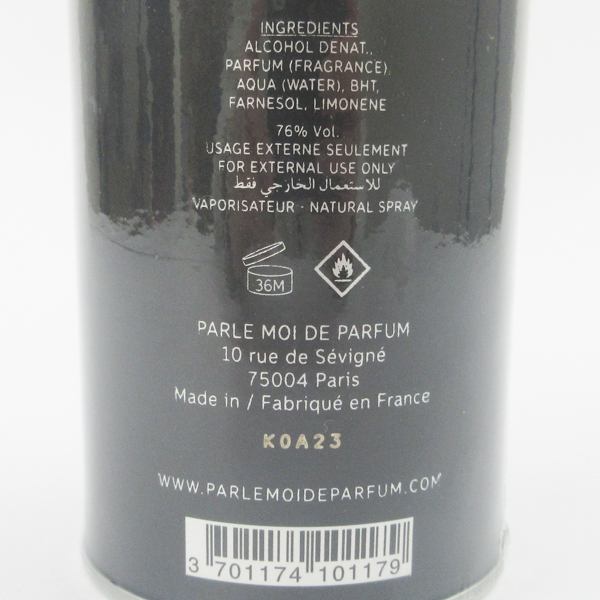 INGREDIENTS
ALCOHOL DENAT.,
PARFUM (FRAGRANCE),
AQUA (WATER), BHT,
FARNESOL, LIMONENE
76% Vol.
USAGE EXTERNE SEULEMENT
FOR EXTERNAL USE ONLY
للاستعمال الخارجي فقط
VAPORISATEUR · NATURAL SPRAY
36M
PARLE MOI DE PARFUM
10 rue de Sévigné
75004 Paris
Made in / Fabriqué en France
K0A23
WWW.PARLEMOIDEPARFUM.COM
3 701174 101179